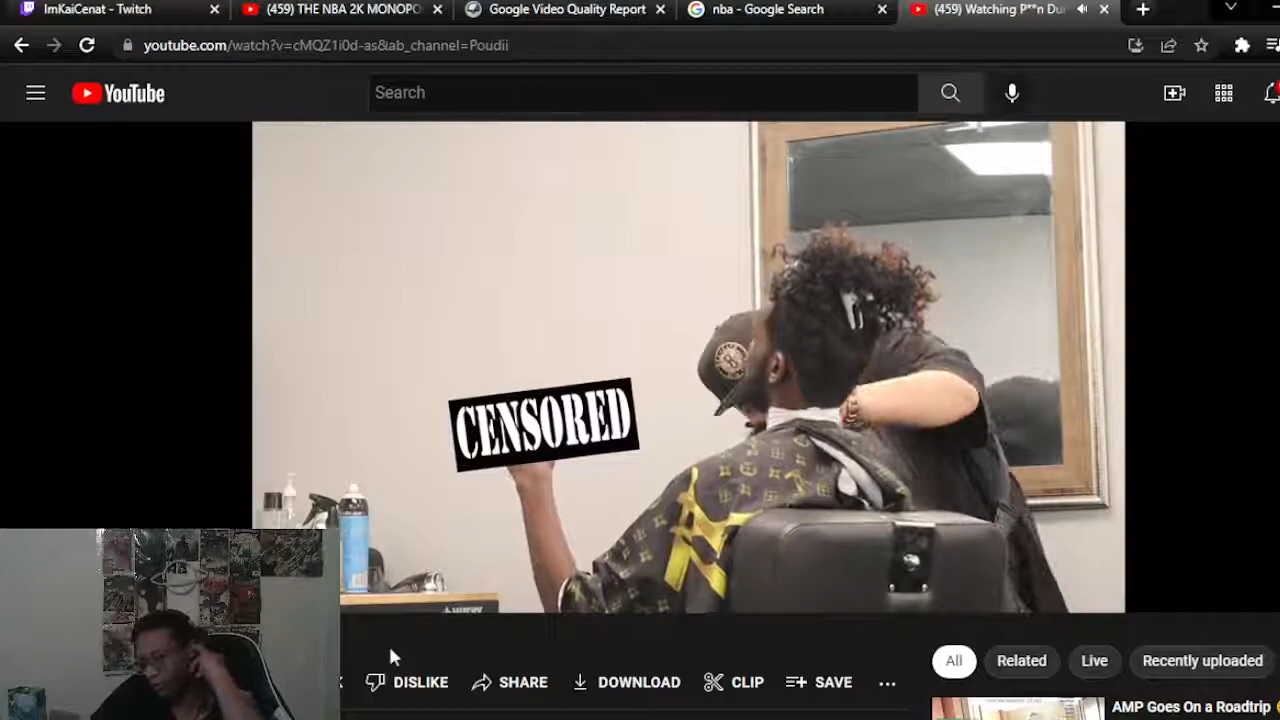 ImKaiCenat - Twitch
(459) THE NBA 2K MONOPO
Google Video Quality Report
nba - Google Search
(459) Watching P**n Du
youtube.com/watch?v=cMQZ1i0d-as&ab_channel=Poudii
YouTube
Search
CENSORED
DISLIKE
SHARE
DOWNLOAD
CLIP
SAVE
All
Related
Live
Recently uploaded
AMP Goes On a Roadtrip